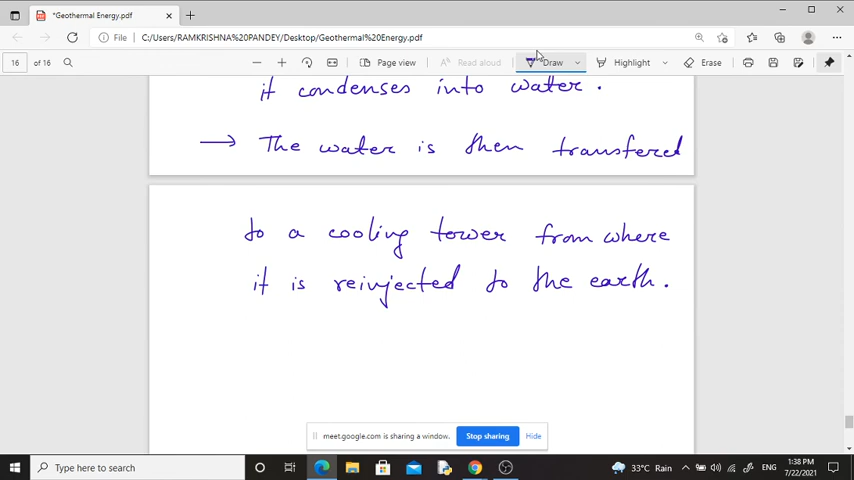 *Geothermal Energy.pdf
File
C:/Users/RAMKRISHNA%20PANDEY/Desktop/Geothermal%20Energy.pdf
16 of 16
Page view
Read aloud
Draw
Highlight
Erase
it condenses into water.
→ The water is then transfered
to a cooling tower from where
it is reinjected to the earth.
meet.google.com is sharing a window.
Stop sharing
Hide
Type here to search
33°C Rain
ENG
1:38 PM
7/22/2021